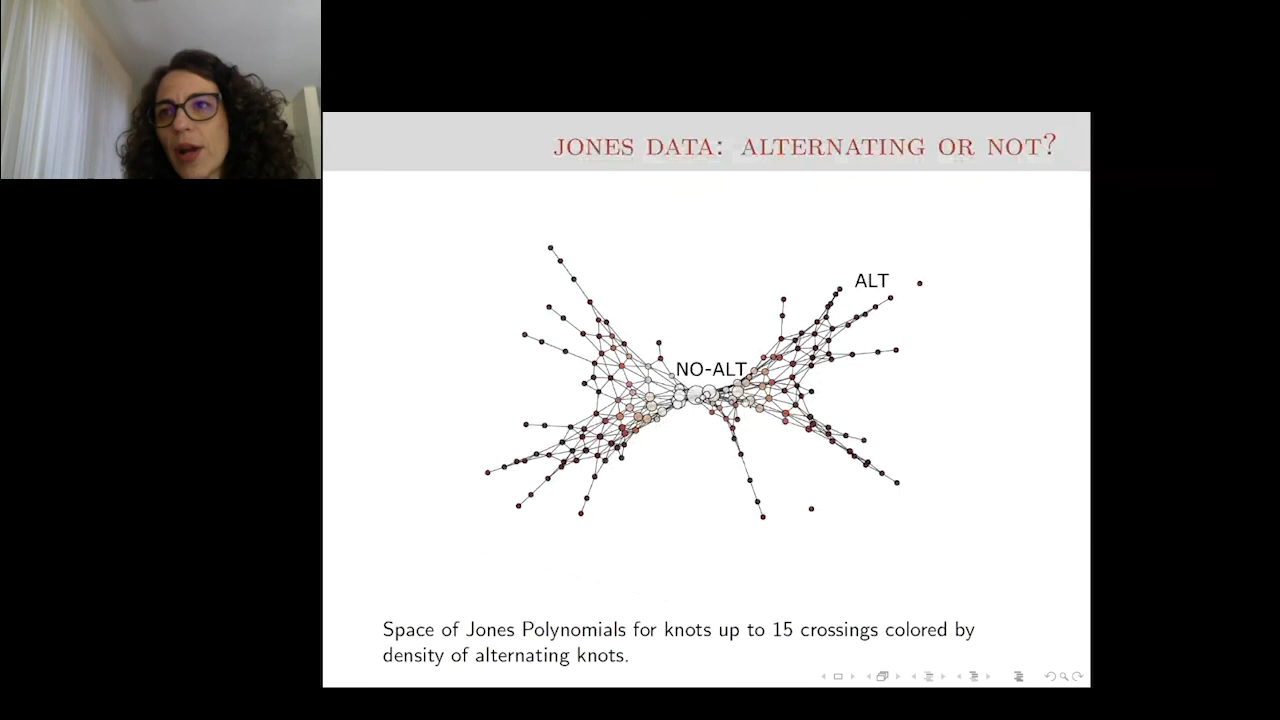 JONES DATA: ALTERNATING OR NOT?
ALT
NO-ALT
Space of Jones Polynomials for knots up to 15 crossings colored by
density of alternating knots.